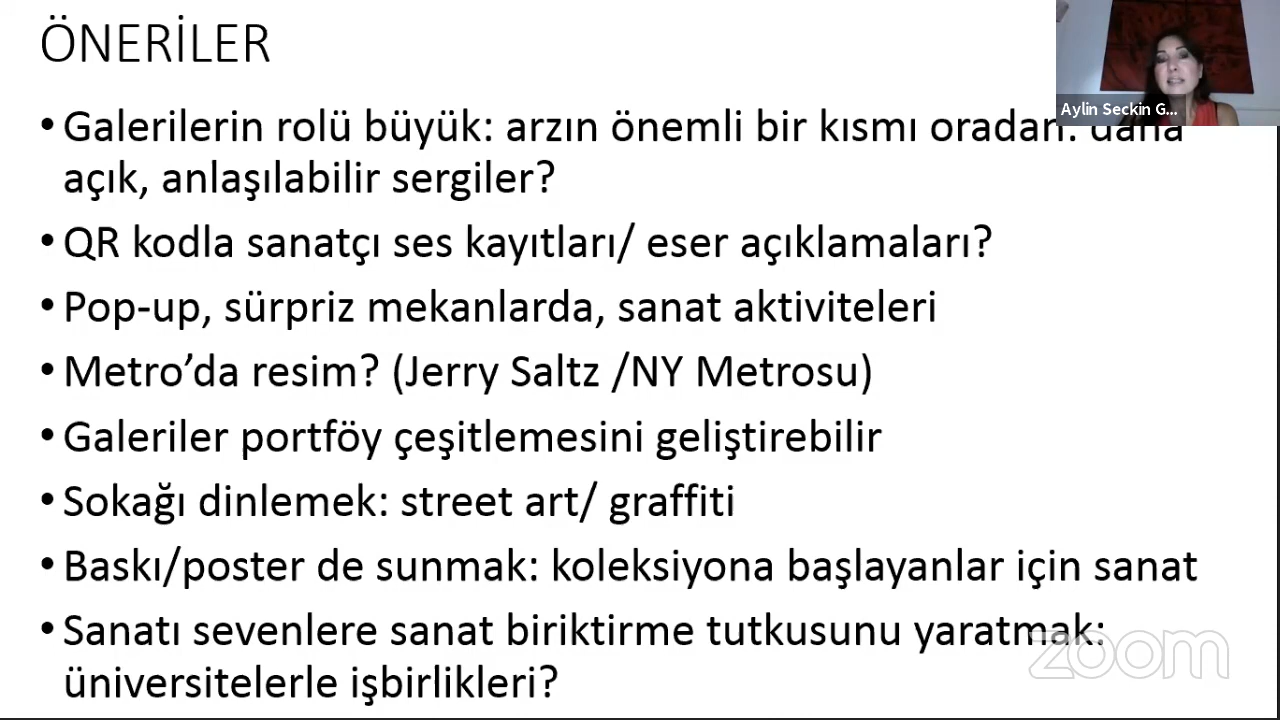 ÖNERİLER
Aylin Seckin G...
• Galerilerin rolü büyük: arzın önemli bir kısmı oradan: daha
açık, anlaşılabilir sergiler?
• QR kodla sanatçı ses kayıtları/ eser açıklamaları?
• Pop-up, sürpriz mekanlarda, sanat aktiviteleri
• Metro’da resim? (Jerry Saltz /NY Metrosu)
• Galeriler portföy çeşitlemesini geliştirebilir
• Sokağı dinlemek: street art/ graffiti
• Baskı/poster de sunmak: koleksiyona başlayanlar için sanat
• Sanatı sevenlere sanat biriktirme tutkusunu yaratmak:
üniversitelerle işbirlikleri?
zoom